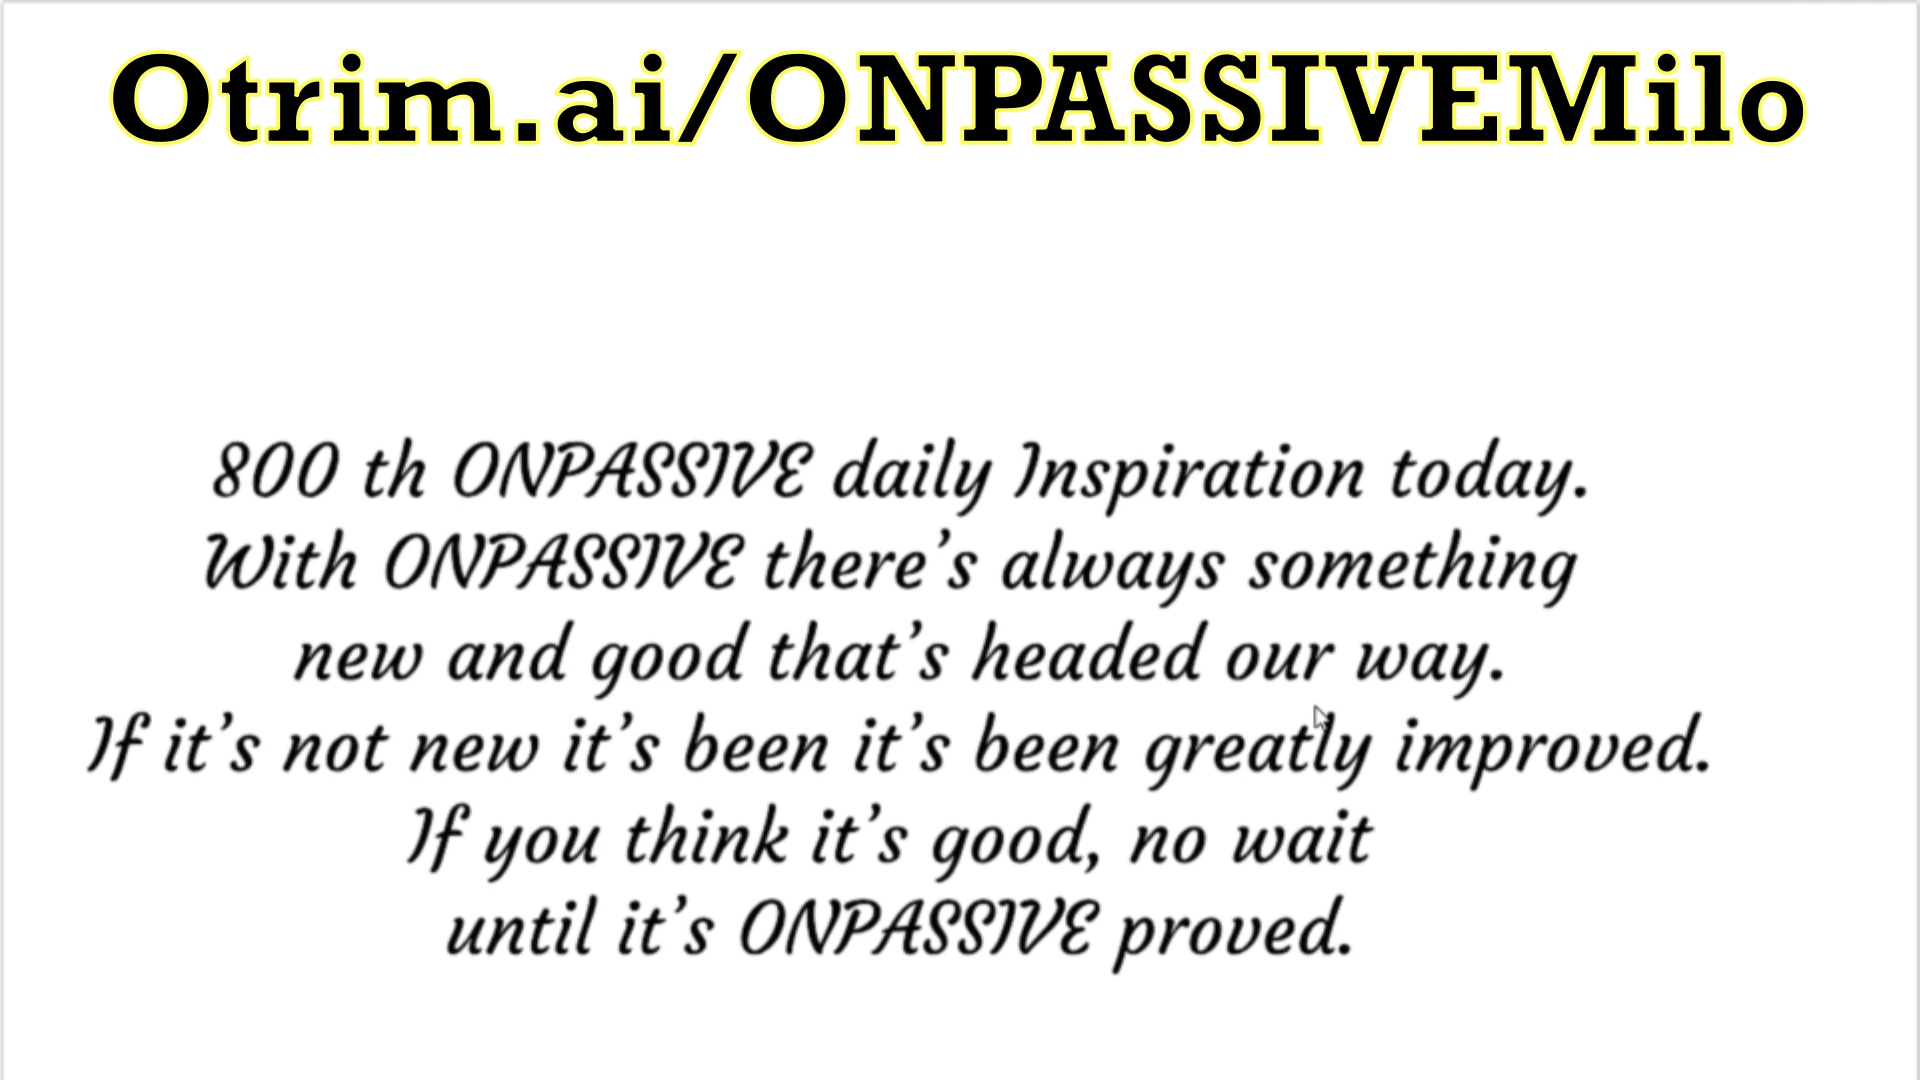 Otrim.ai/ONPASSIVEMilo
800 th ONPASSIVE daily Inspiration today.
With ONPASSIVE there’s always something
new and good that’s headed our way.
If it’s not new it’s been it’s been greatly improved.
If you think it’s good, no wait
until it’s ONPASSIVE proved.